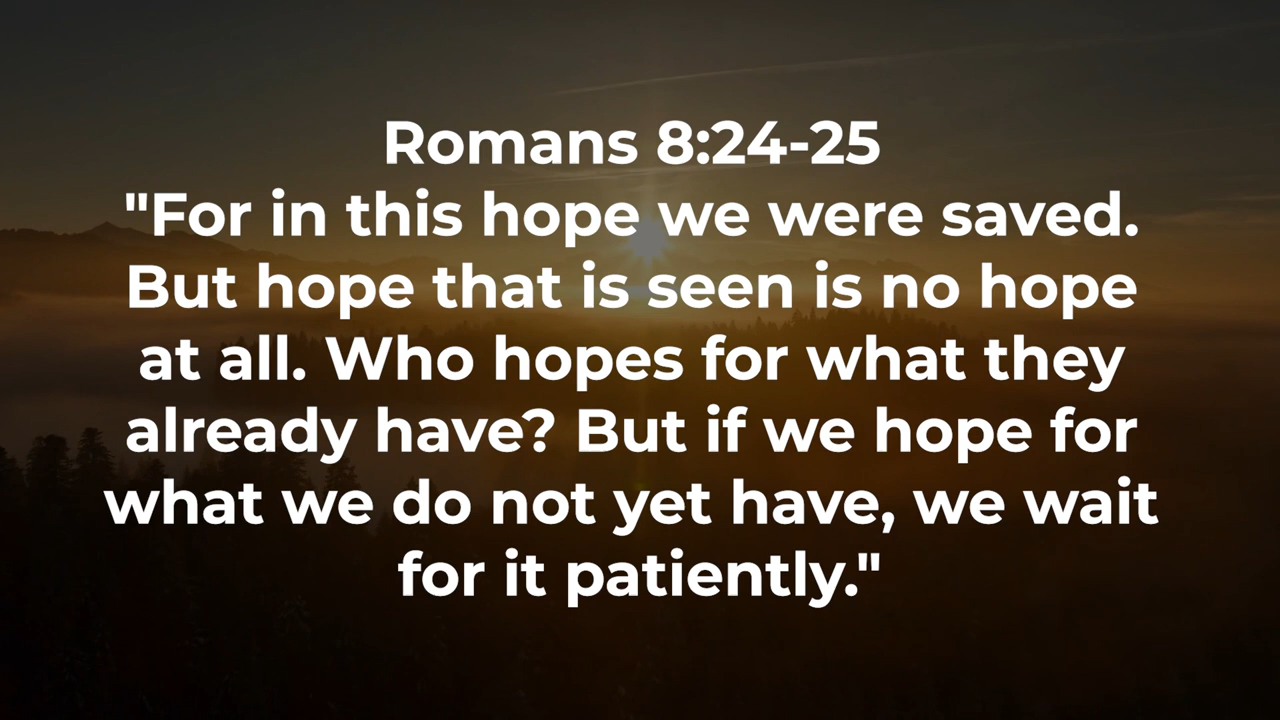 Romans 8:24-25
"For in this hope we were saved.
But hope that is seen is no hope
at all. Who hopes for what they
already have? But if we hope for
what we do not yet have, we wait
for it patiently."